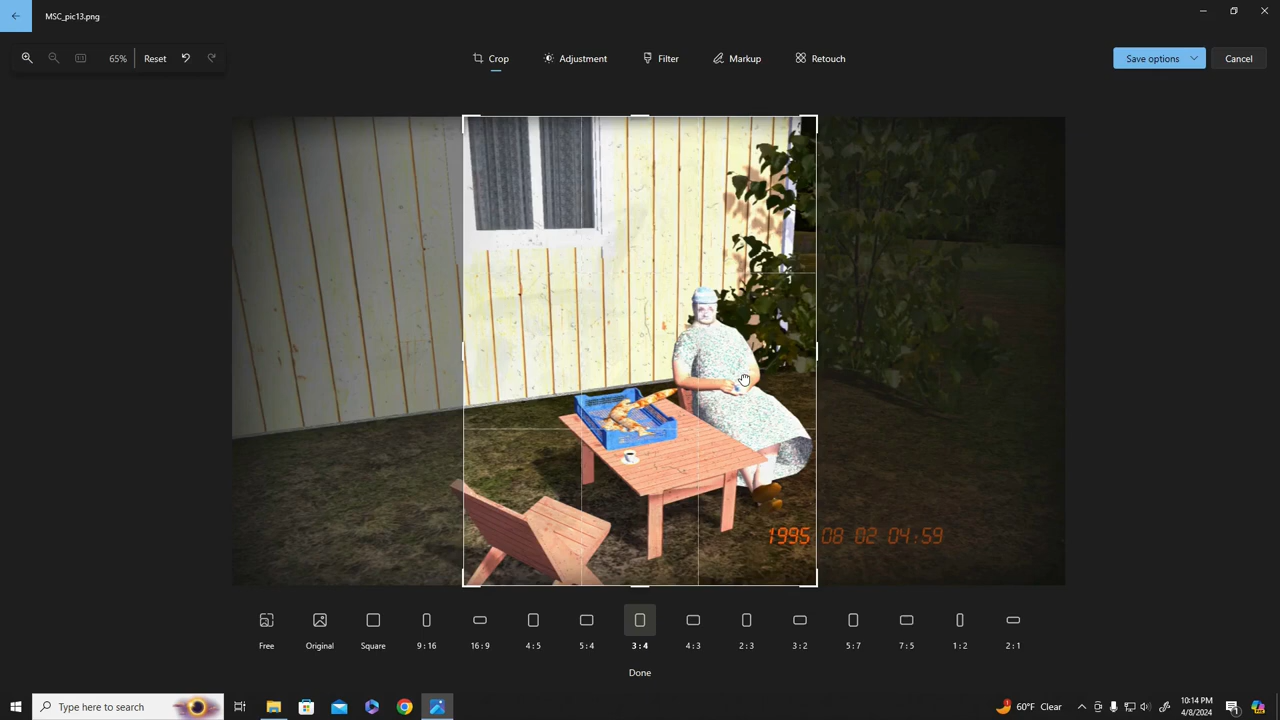 MSC_pic13.png
65%
Reset
Crop
Adjustment
Filter
Markup
Retouch
Save options
Cancel
1995 08 02 04:59
Free
Original
Square
9 : 16
16 : 9
4 : 5
5 : 4
3 : 4
4 : 3
2 : 3
3 : 2
5 : 7
7 : 5
1 : 2
2 : 1
Done
Type here to search
60°F Clear
10:14 PM
4/8/2024